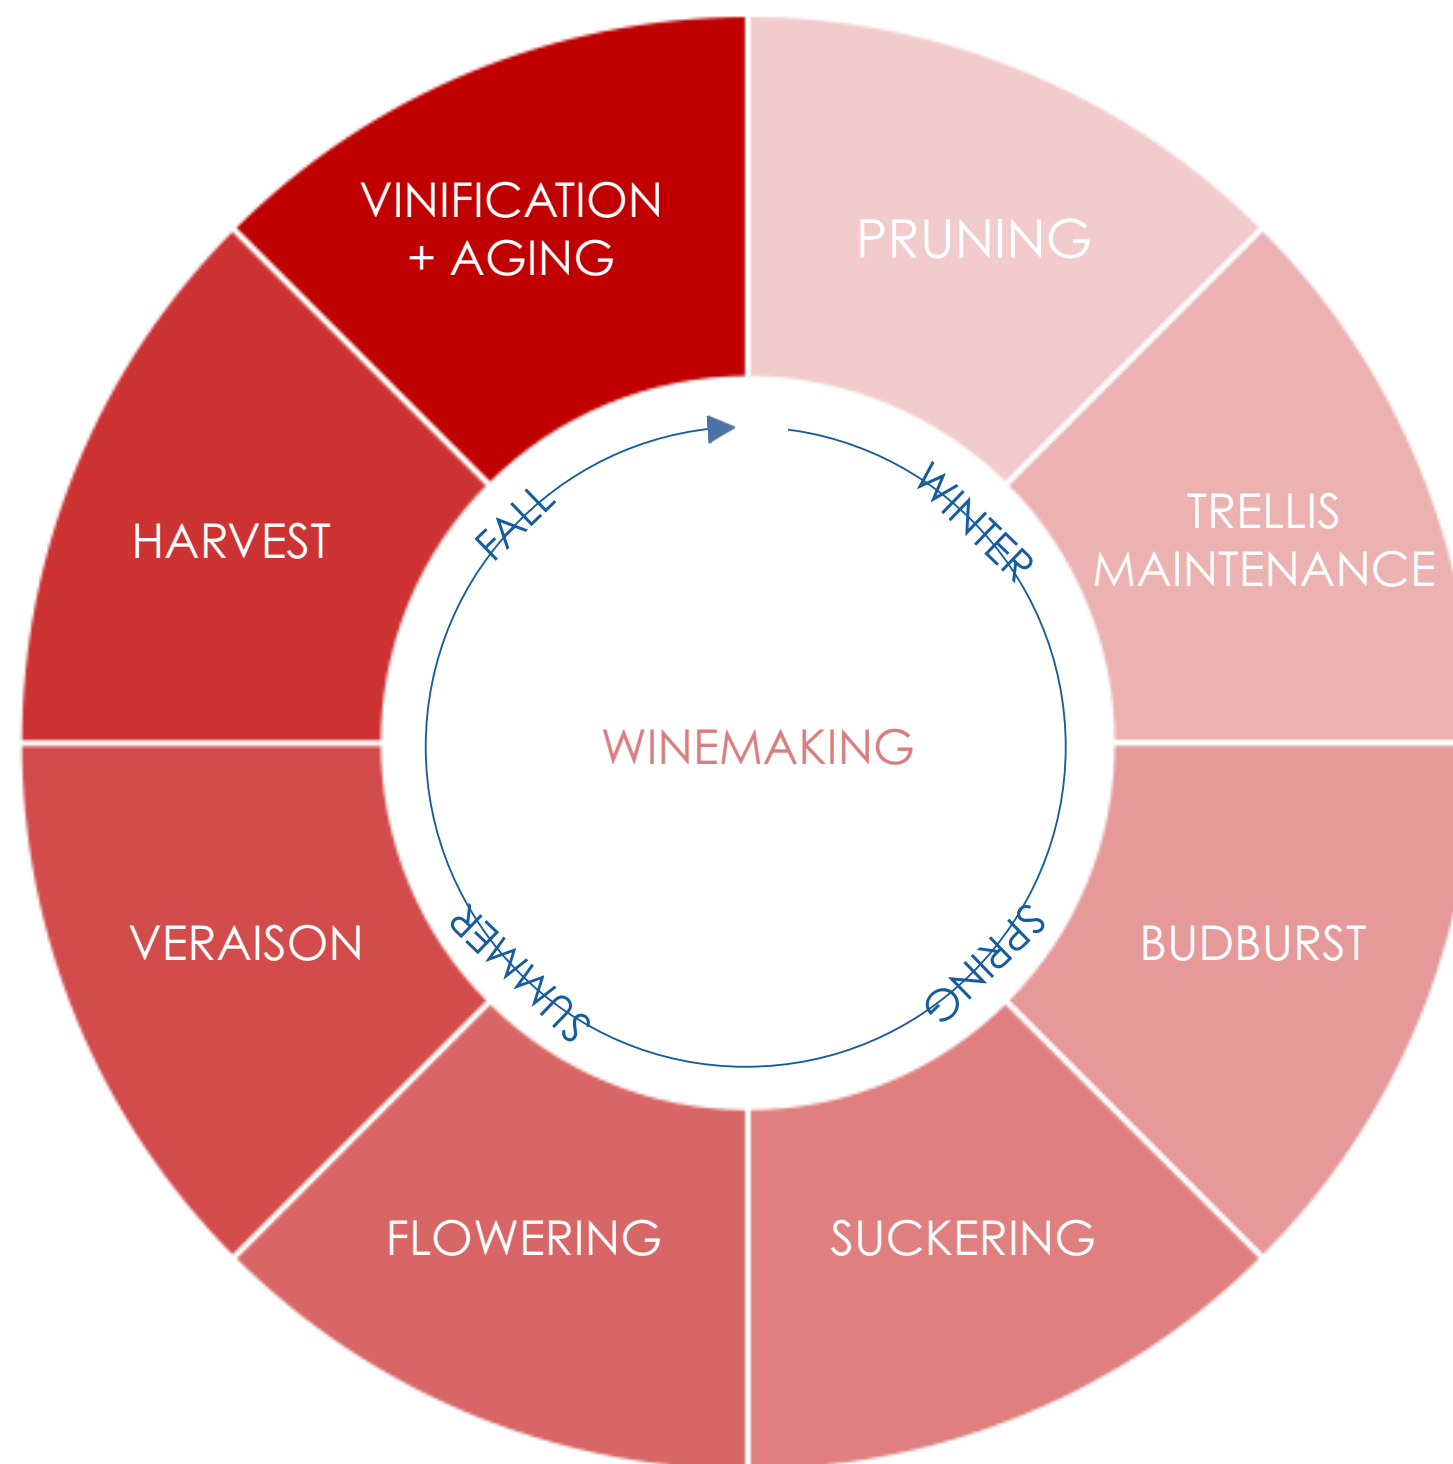 VINIFICATION
+ AGING
PRUNING
TRELLIS
MAINTENANCE
BUDBURST
SUCKERING
FLOWERING
VERAISON
HARVEST
WINTER
SPRING
SUMMER
FALL
WINEMAKING